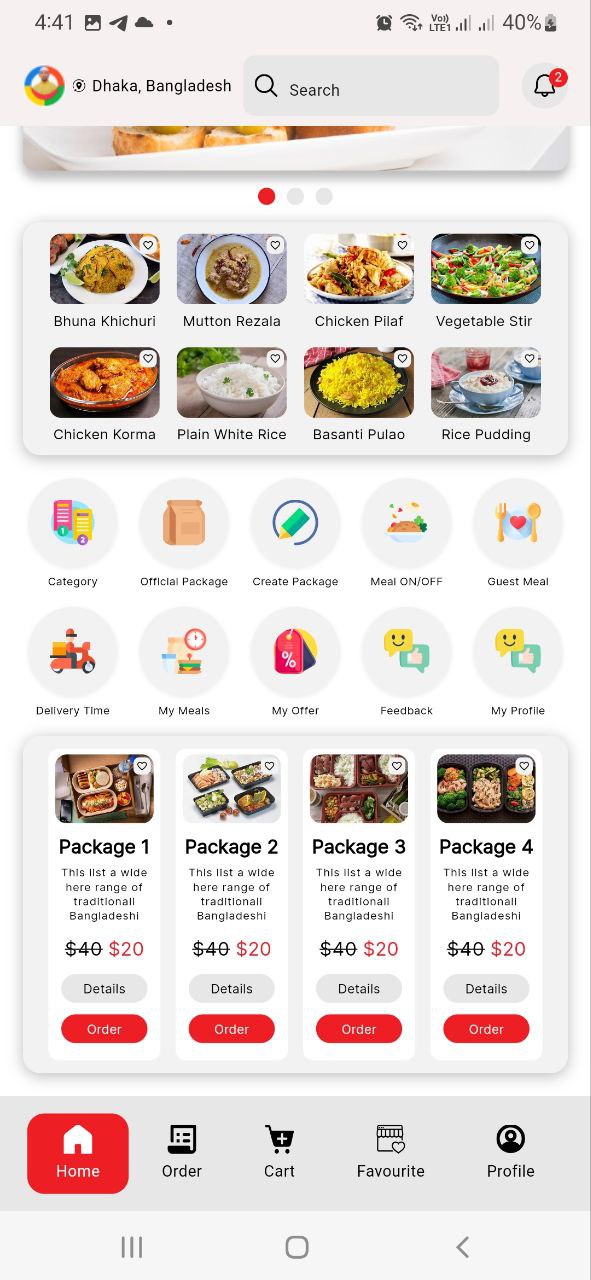 4:41
Vo) LTE1
40%
Dhaka, Bangladesh
Search
2
Bhuna Khichuri
Mutton Rezala
Chicken Pilaf
Vegetable Stir
Chicken Korma
Plain White Rice
Basanti Pulao
Rice Pudding
1
2
Category
Official Package
Create Package
Meal ON/OFF
Guest Meal
%
Delivery Time
My Meals
My Offer
Feedback
My Profile
Package 1
This list a wide
here range of
traditionall
Bangladeshi
$40 $20
Details
Order
Package 2
This list a wide
here range of
traditionall
Bangladeshi
$40 $20
Details
Order
Package 3
This list a wide
here range of
traditionall
Bangladeshi
$40 $20
Details
Order
Package 4
This list a wide
here range of
traditionall
Bangladeshi
$40 $20
Details
Order
Home
Order
Cart
Favourite
Profile